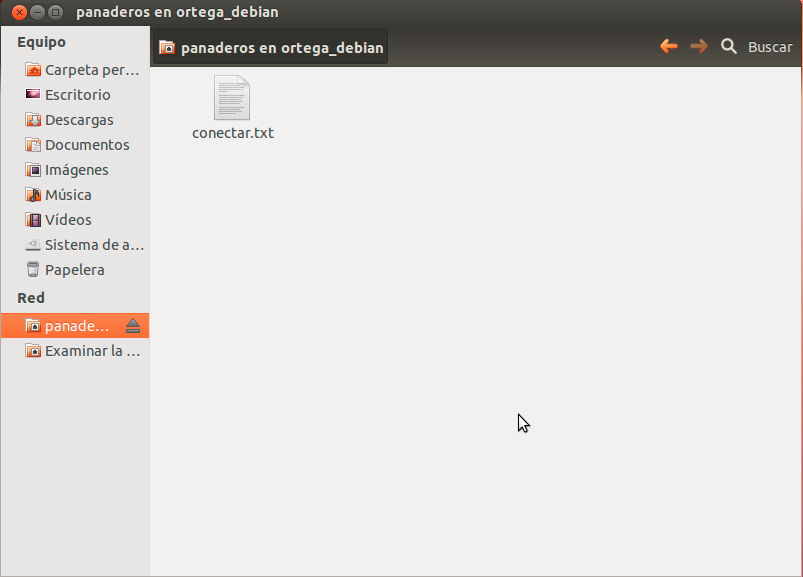 panaderos en ortega_debian
Equipo
Carpeta per...
Escritorio
Descargas
Documentos
Imágenes
Música
Vídeos
Sistema de a...
Papelera
Red
panade...
Examinar la ...
panaderos en ortega_debian
Buscar
conectar.txt